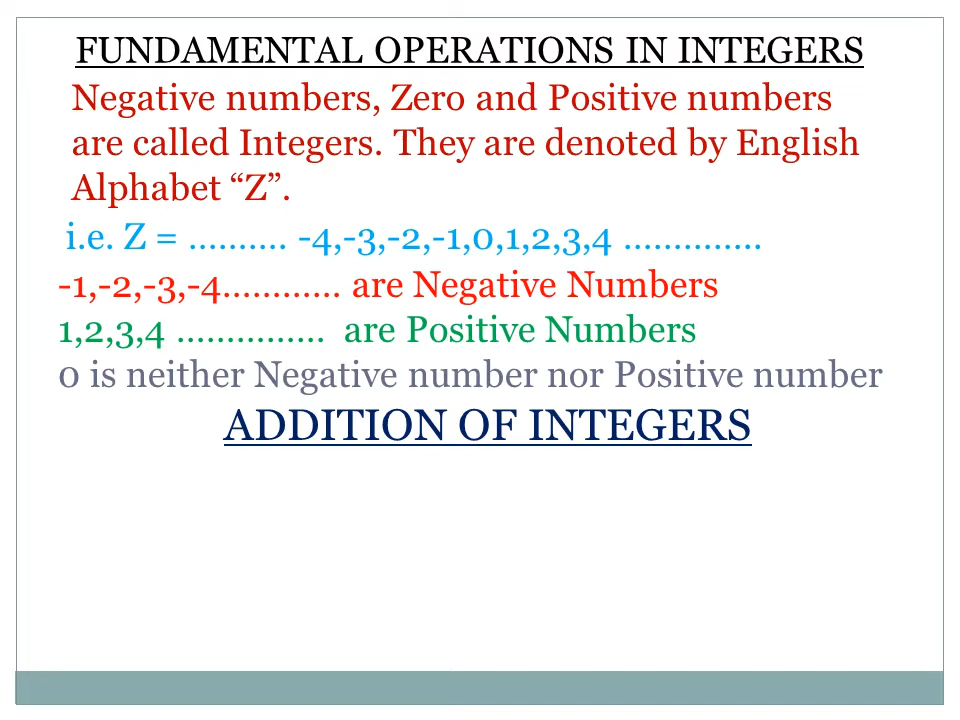 FUNDAMENTAL OPERATIONS IN INTEGERS
Negative numbers, Zero and Positive numbers
are called Integers. They are denoted by English
Alphabet “Z”.
i.e. Z = .......... -4,-3,-2,-1,0,1,2,3,4 ..............
-1,-2,-3,-4............ are Negative Numbers
1,2,3,4 ............... are Positive Numbers
0 is neither Negative number nor Positive number
ADDITION OF INTEGERS